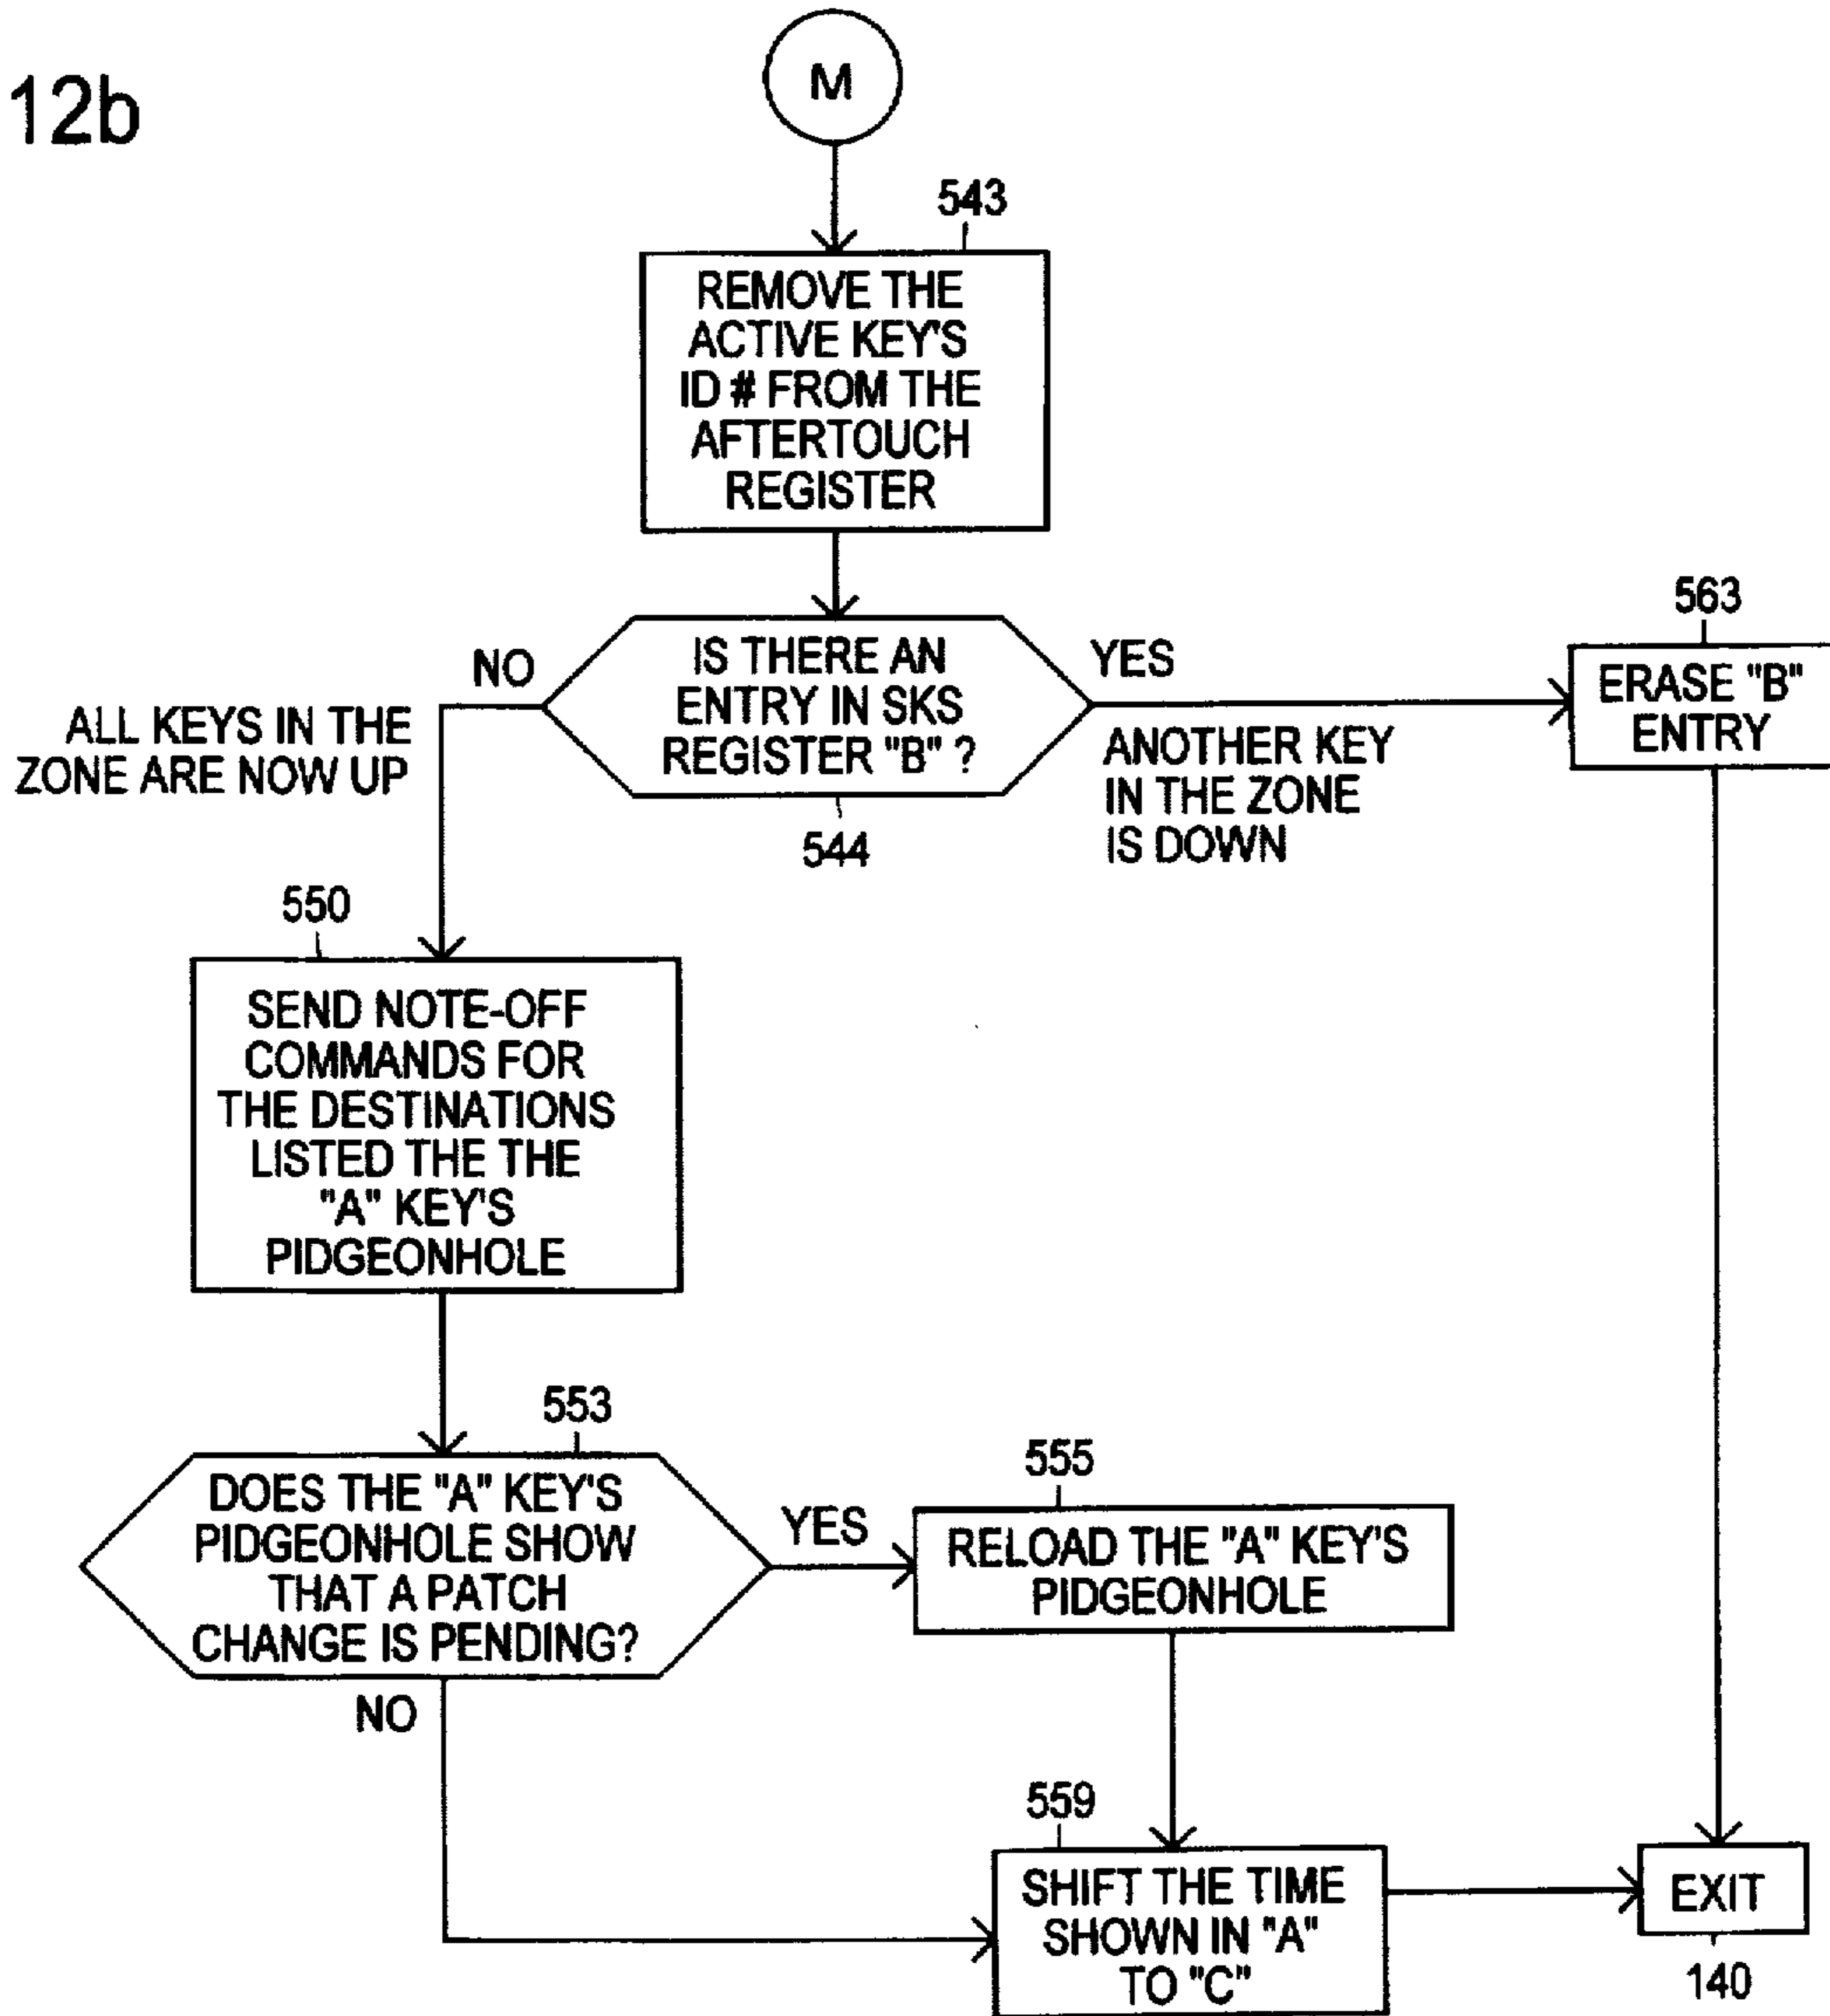 12b
M
543
REMOVE THE
ACTIVE KEY'S
ID # FROM THE
AFTERTOUCH
REGISTER
NO
IS THERE AN
ENTRY IN SKS
REGISTER "B" ?
544
YES
ALL KEYS IN THE
ZONE ARE NOW UP
ANOTHER KEY
IN THE ZONE
IS DOWN
563
ERASE "B"
ENTRY
550
SEND NOTE-OFF
COMMANDS FOR
THE DESTINATIONS
LISTED THE THE
"A" KEY'S
PIDGEONHOLE
553
DOES THE "A" KEY'S
PIDGEONHOLE SHOW
THAT A PATCH
CHANGE IS PENDING?
YES
NO
555
RELOAD THE "A" KEY'S
PIDGEONHOLE
559
SHIFT THE TIME
SHOWN IN "A"
TO "C"
EXIT
140